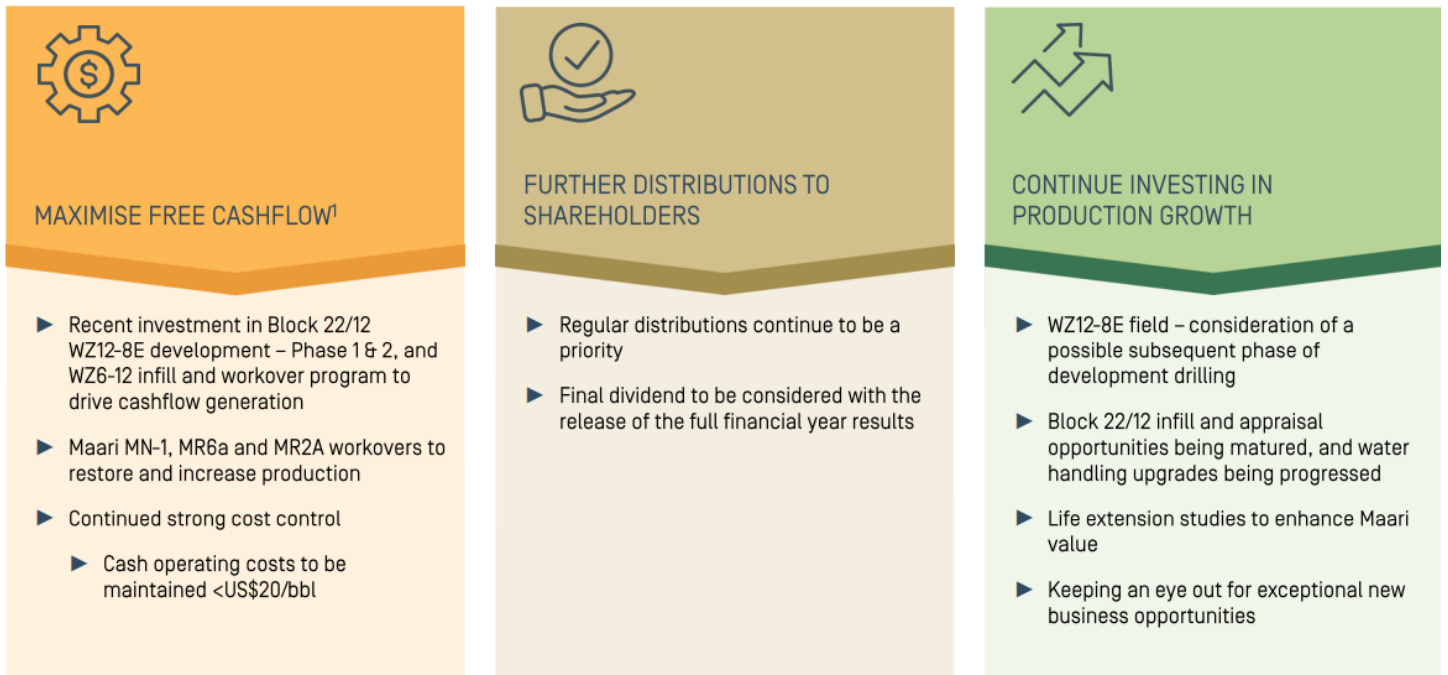 $
MAXIMISE FREE CASHFLOW¹
▶ Recent investment in Block 22/12
WZ12-8E development – Phase 1 & 2, and
WZ6-12 infill and workover program to
drive cashflow generation
▶ Maari MN-1, MR6a and MR2A workovers to
restore and increase production
▶ Continued strong cost control
▶ Cash operating costs to be
maintained <US$20/bbl
FURTHER DISTRIBUTIONS TO
SHAREHOLDERS
▶ Regular distributions continue to be a
priority
▶ Final dividend to be considered with the
release of the full financial year results
CONTINUE INVESTING IN
PRODUCTION GROWTH
▶ WZ12-8E field – consideration of a
possible subsequent phase of
development drilling
▶ Block 22/12 infill and appraisal
opportunities being matured, and water
handling upgrades being progressed
▶ Life extension studies to enhance Maari
value
▶ Keeping an eye out for exceptional new
business opportunities